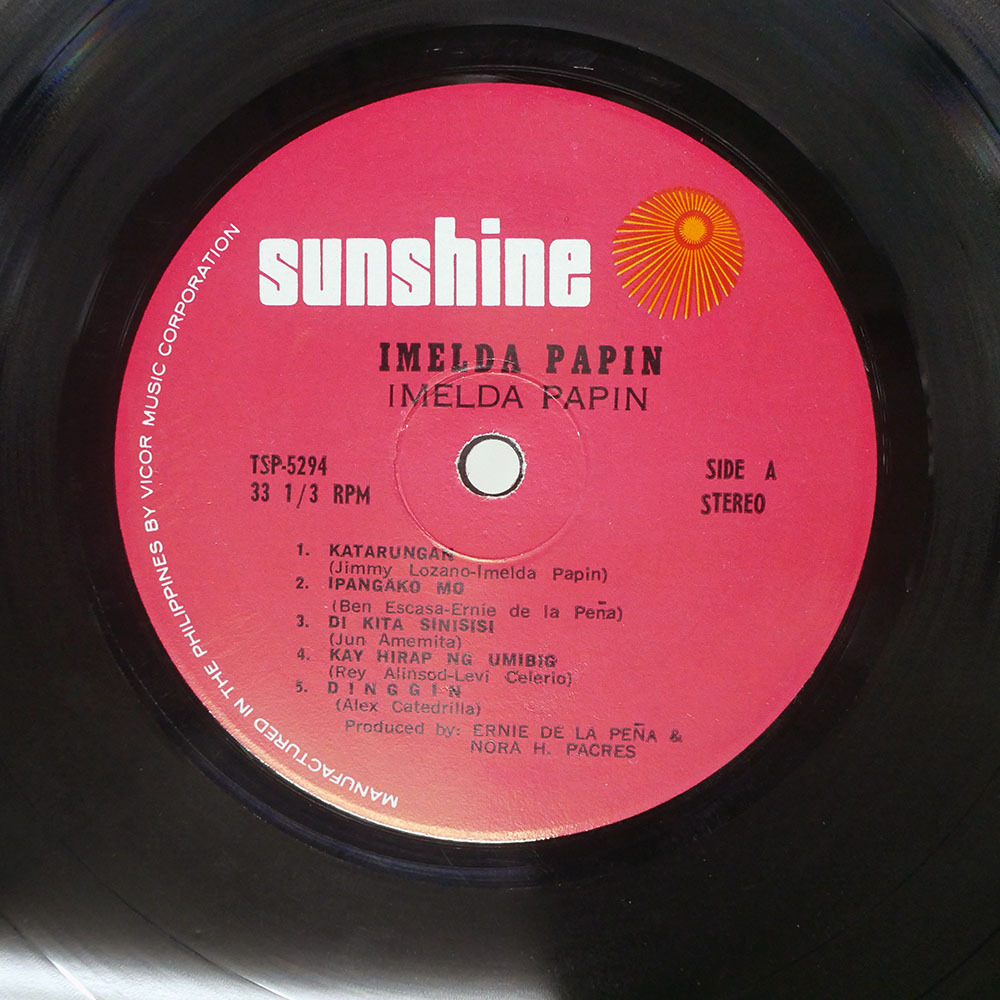 sunshine
IMELDA PAPIN
IMELDA PAPIN
TSP-5294
33 1/3 RPM
SIDE A
STEREO
1. KATARUNGAN
(Jimmy Lozano-Imelda Papin)
2. IPANGAKO MO
(Ben Escasa-Ernie de la Peña)
3. DI KITA SINISISI
(Jun Amemita)
4. KAY HIRAP NG UMIBIG
(Rey Alinsod-Levi Celerio)
5. DINGGIN
(Alex Catedrilla)
Produced by: ERNIE DE LA PEÑA &
NORA H. PACRES
MANUFACTURED IN THE PHILIPPINES BY VICOR MUSIC CORPORATION